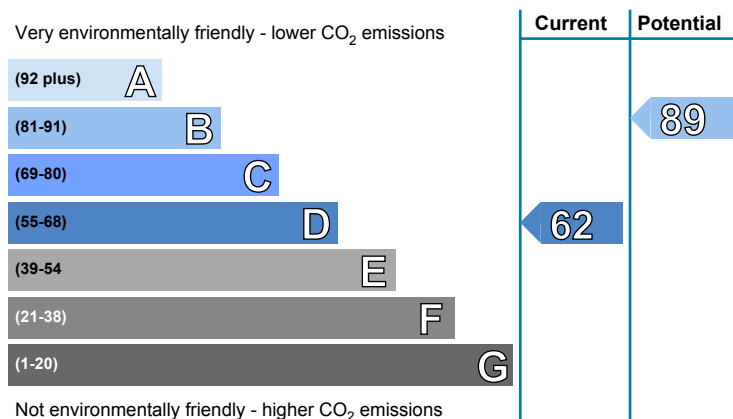 Current Potential
Very environmentally friendly - lower CO2 emissions
(92 plus) A
(81-91) B
89
(69-80) C
(55-68) D
62
(39-54 E
(21-38) F
(1-20) G
Not environmentally friendly - higher CO2 emissions